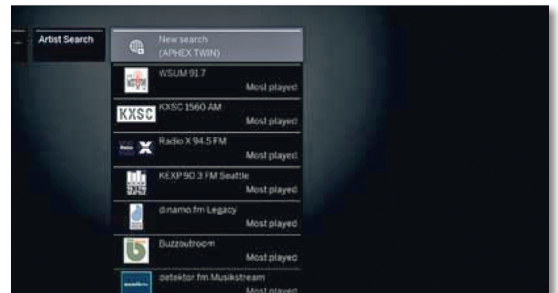 Artist Search
New search
(APHEX TWIN)
WSUM 91.7
Most played
KXSC
KXSC 1560 AM
Most played
X
Radio X 94.5 FM
Most played
KEXP 90.3 FM Seattle
Most played
dinamo.fm Legacy
Most played
Buzzoutroom
Most played
detektor fm Musikstream
Most played